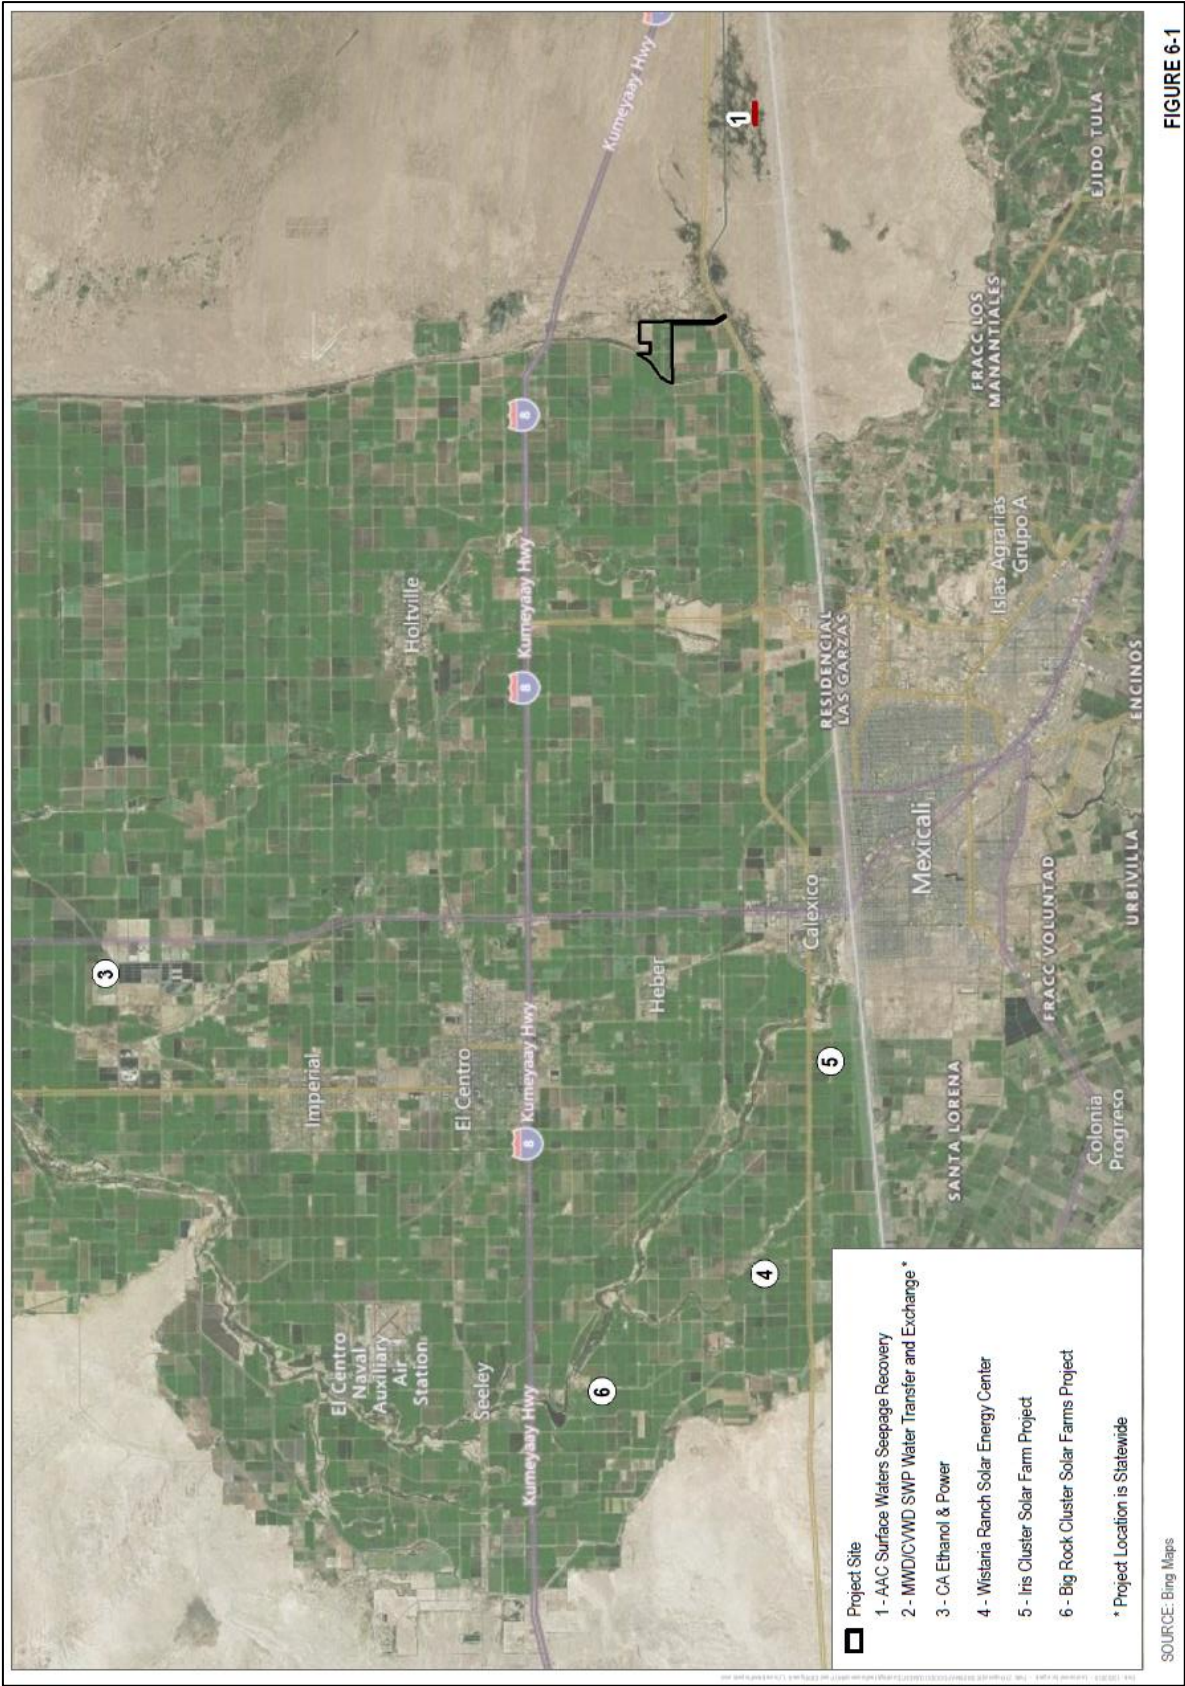 Kumeyaay Hwy
1
3
Holtville
8
Kumeyaay Hwy
8
Imperial
El Centro
Kumeyaay Hwy
8
Heber
Calexico
RESIDENCIAL
LAS GARZAS
Mexicali
Islas Agrarias
Grupo A
FRACC LOS
MANANTIALES
EJIDO TULA
ENCINOS
URBIVILLA
FRACC VOLUNTAD
5
SANTA LORENA
Colonia
Progreso
El Centro
Naval
Auxiliary
Air
Station
Seeley
Kumeyaay Hwy
6
4
Project Site
1 - AAC Surface Waters Seepage Recovery
2 - MWD/CVWD SWP Water Transfer and Exchange *
3 - CA Ethanol & Power
4 - Wistaria Ranch Solar Energy Center
5 - Iris Cluster Solar Farm Project
6 - Big Rock Cluster Solar Farms Project
* Project Location is Statewide
SOURCE: Bing Maps
FIGURE 6-1